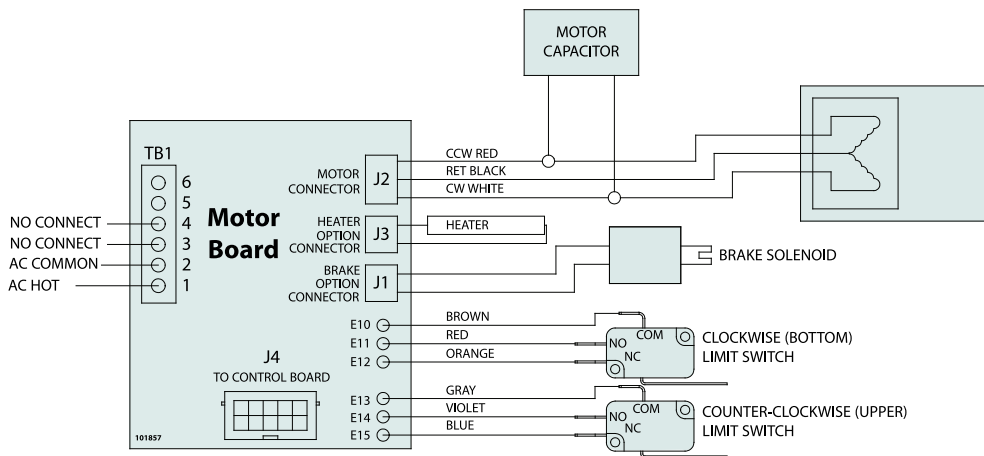 MOTOR
CAPACITOR
TB1
6
5
4
3
2
1
NO CONNECT
NO CONNECT
AC COMMON
AC HOT
Motor
Board
MOTOR
CONNECTOR
J2
CCW RED
RET BLACK
CW WHITE
HEATER
OPTION
CONNECTOR
J3
HEATER
BRAKE
OPTION
CONNECTOR
J1
BRAKE SOLENOID
E10
BROWN
E11
RED
E12
ORANGE
COM
NO
NC
CLOCKWISE (BOTTOM)
LIMIT SWITCH
J4
TO CONTROL BOARD
E13
GRAY
E14
VIOLET
E15
BLUE
COM
NO
NC
COUNTER-CLOCKWISE (UPPER)
LIMIT SWITCH
101857